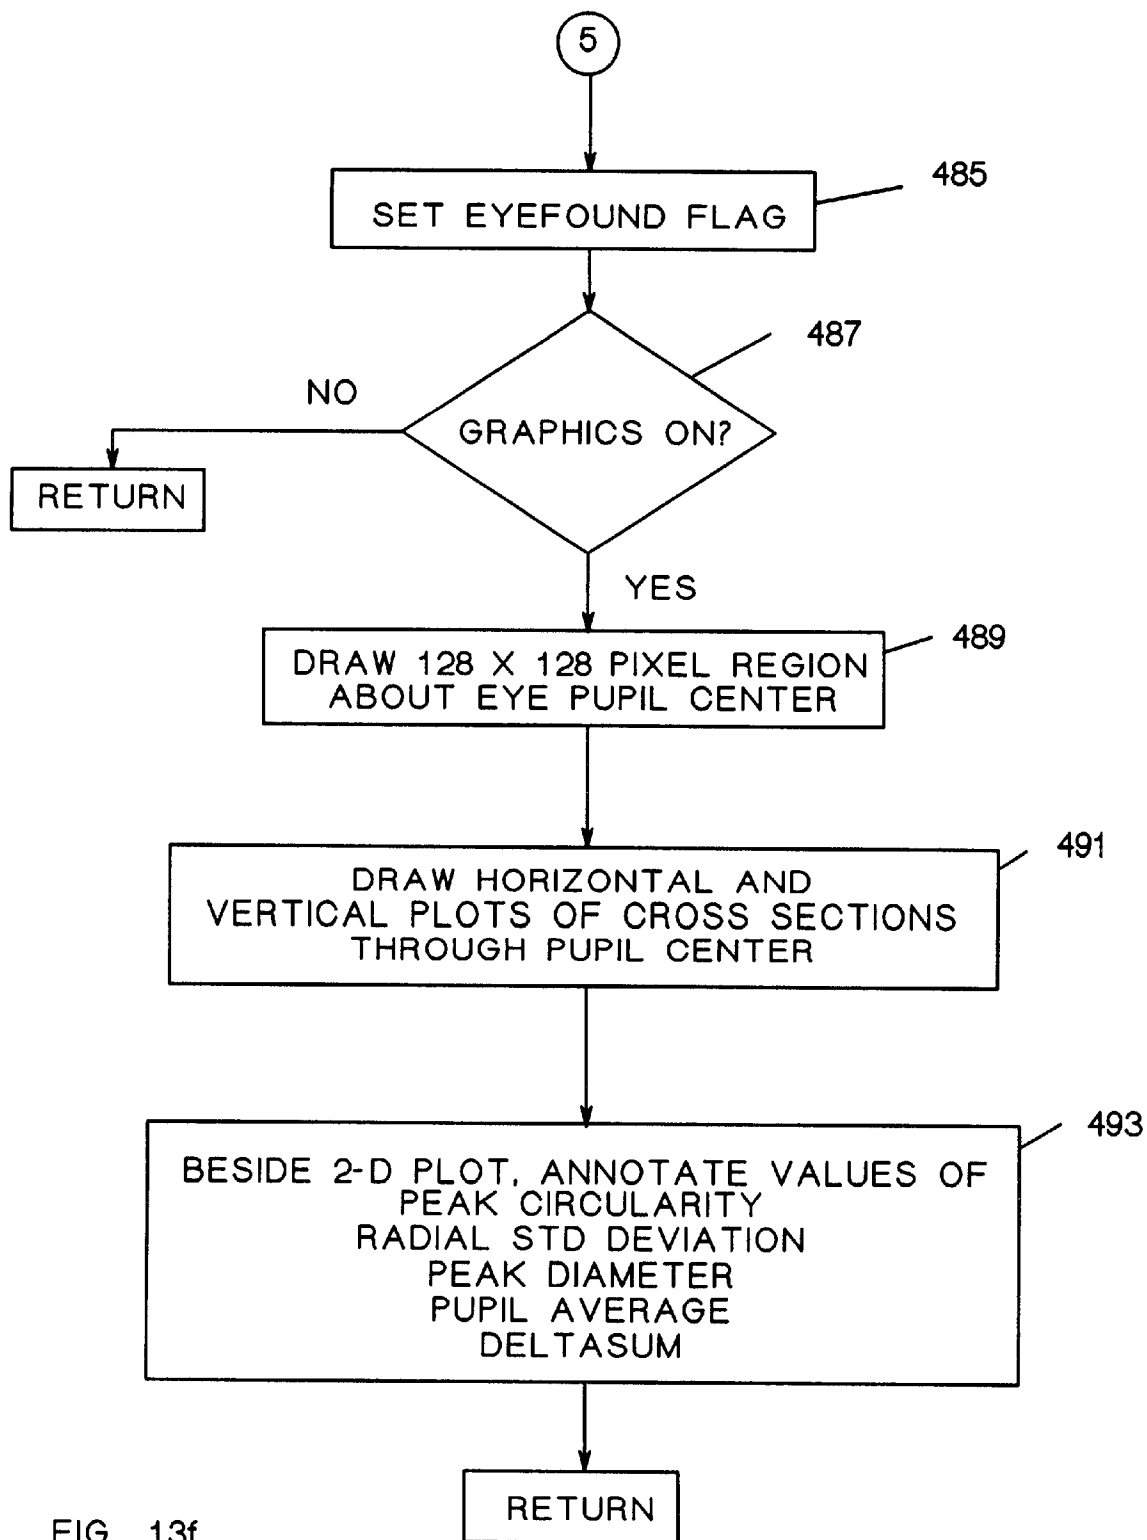 5
485
SET EYEFOUND FLAG
487
NO
GRAPHICS ON?
RETURN
YES
489
DRAW 128 X 128 PIXEL REGION
ABOUT EYE PUPIL CENTER
491
DRAW HORIZONTAL AND
VERTICAL PLOTS OF CROSS SECTIONS
THROUGH PUPIL CENTER
493
BESIDE 2-D PLOT, ANNOTATE VALUES OF
PEAK CIRCULARITY
RADIAL STD DEVIATION
PEAK DIAMETER
PUPIL AVERAGE
DELTASUM
RETURN
FIG. 13f